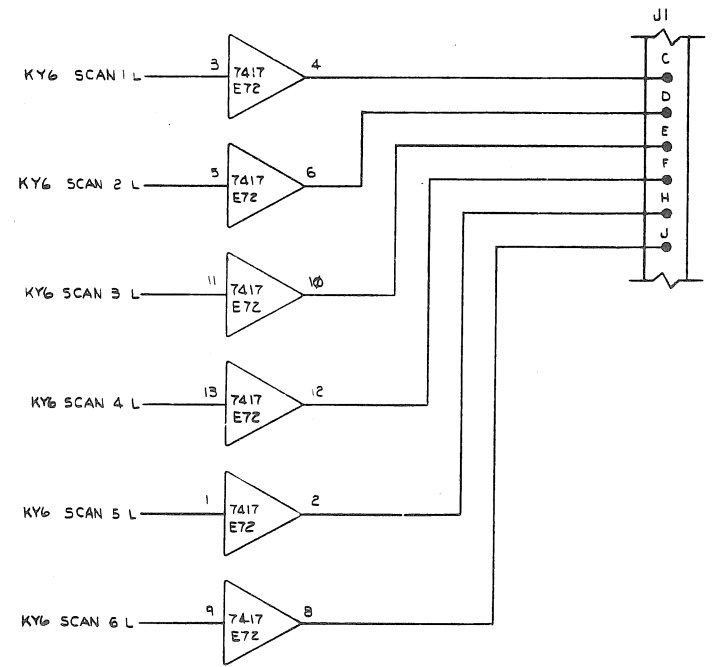 J1
C
KY6 SCAN 1 L
3
7417
E72
4
D
E
F
H
J
KY6 SCAN 2 L
5
7417
E72
6
KY6 SCAN 3 L
11
7417
E72
10
KY6 SCAN 4 L
13
7417
E72
12
KY6 SCAN 5 L
1
7417
E72
2
KY6 SCAN 6 L
9
7417
E72
8